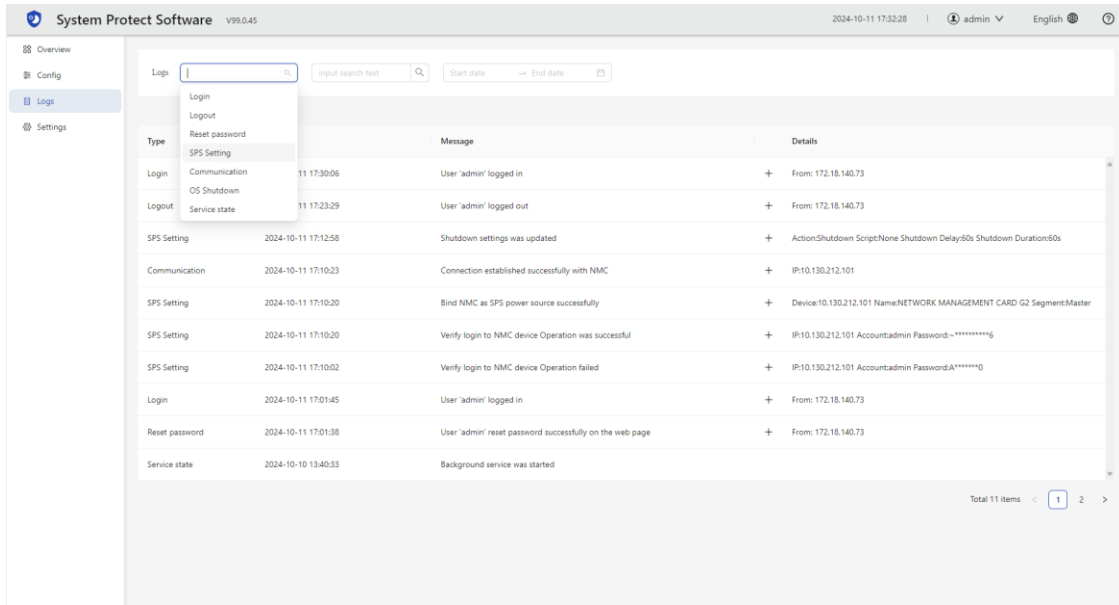 System Protect Software V99.0.45 2024-10-11 17:32:28 admin English
Overview
Config
Logs
Settings
Logs input search text Start date → End date
Login
Logout
Reset password
SPS Setting
Communication
OS Shutdown
Service state
Type Message Details
Login 11 17:30:06 User 'admin' logged in + From: 172.18.140.73
Logout 11 17:23:29 User 'admin' logged out + From: 172.18.140.73
SPS Setting 2024-10-11 17:12:58 Shutdown settings was updated + Action:Shutdown Script:None Shutdown Delay:60s Shutdown Duration:60s
Communication 2024-10-11 17:10:23 Connection established successfully with NMC + IP:10.130.212.101
SPS Setting 2024-10-11 17:10:20 Bind NMC as SPS power source successfully + Device:10.130.212.101 Name:NETWORK MANAGEMENT CARD G2 Segment:Master
SPS Setting 2024-10-11 17:10:20 Verify login to NMC device Operation was successful + IP:10.130.212.101 Account:admin Password:~**********6
SPS Setting 2024-10-11 17:10:02 Verify login to NMC device Operation failed + IP:10.130.212.101 Account:admin Password:A*******0
Login 2024-10-11 17:01:45 User 'admin' logged in + From: 172.18.140.73
Reset password 2024-10-11 17:01:38 User 'admin' reset password successfully on the web page + From: 172.18.140.73
Service state 2024-10-10 13:40:33 Background service was started
Total 11 items < 1 2 >